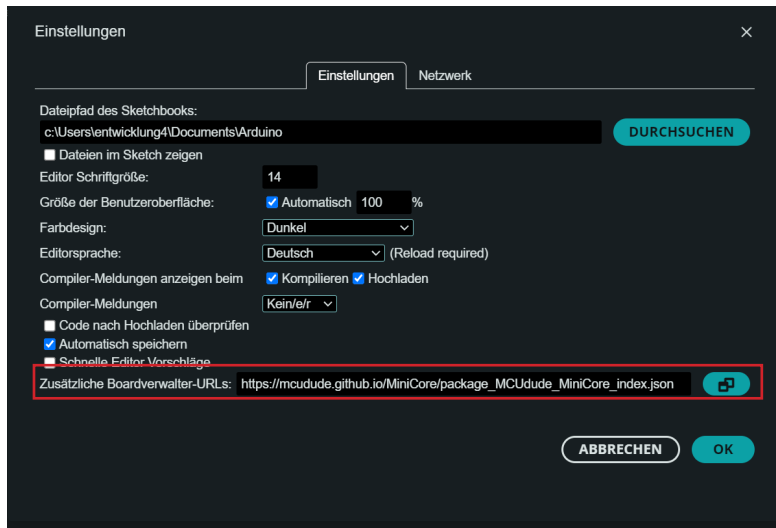 Einstellungen
Einstellungen Netzwerk
Dateipfad des Sketchbooks:
c:\Users\entwicklung4\Documents\Arduino DURCHSUCHEN
Dateien im Sketch zeigen
Editor Schriftgröße: 14
Größe der Benutzeroberfläche: Automatisch 100 %
Farbdesign: Dunkel
Editorsprache: Deutsch (Reload required)
Compiler-Meldungen anzeigen beim Kompilieren Hochladen
Compiler-Meldungen Kein/e/r
Code nach Hochladen überprüfen
Automatisch speichern
Schnelle Editor Vorschläge
Zusätzliche Boardverwalter-URLs: https://mcudude.github.io/MiniCore/package_MCUdude_MiniCore_index.json
ABBRECHEN OK